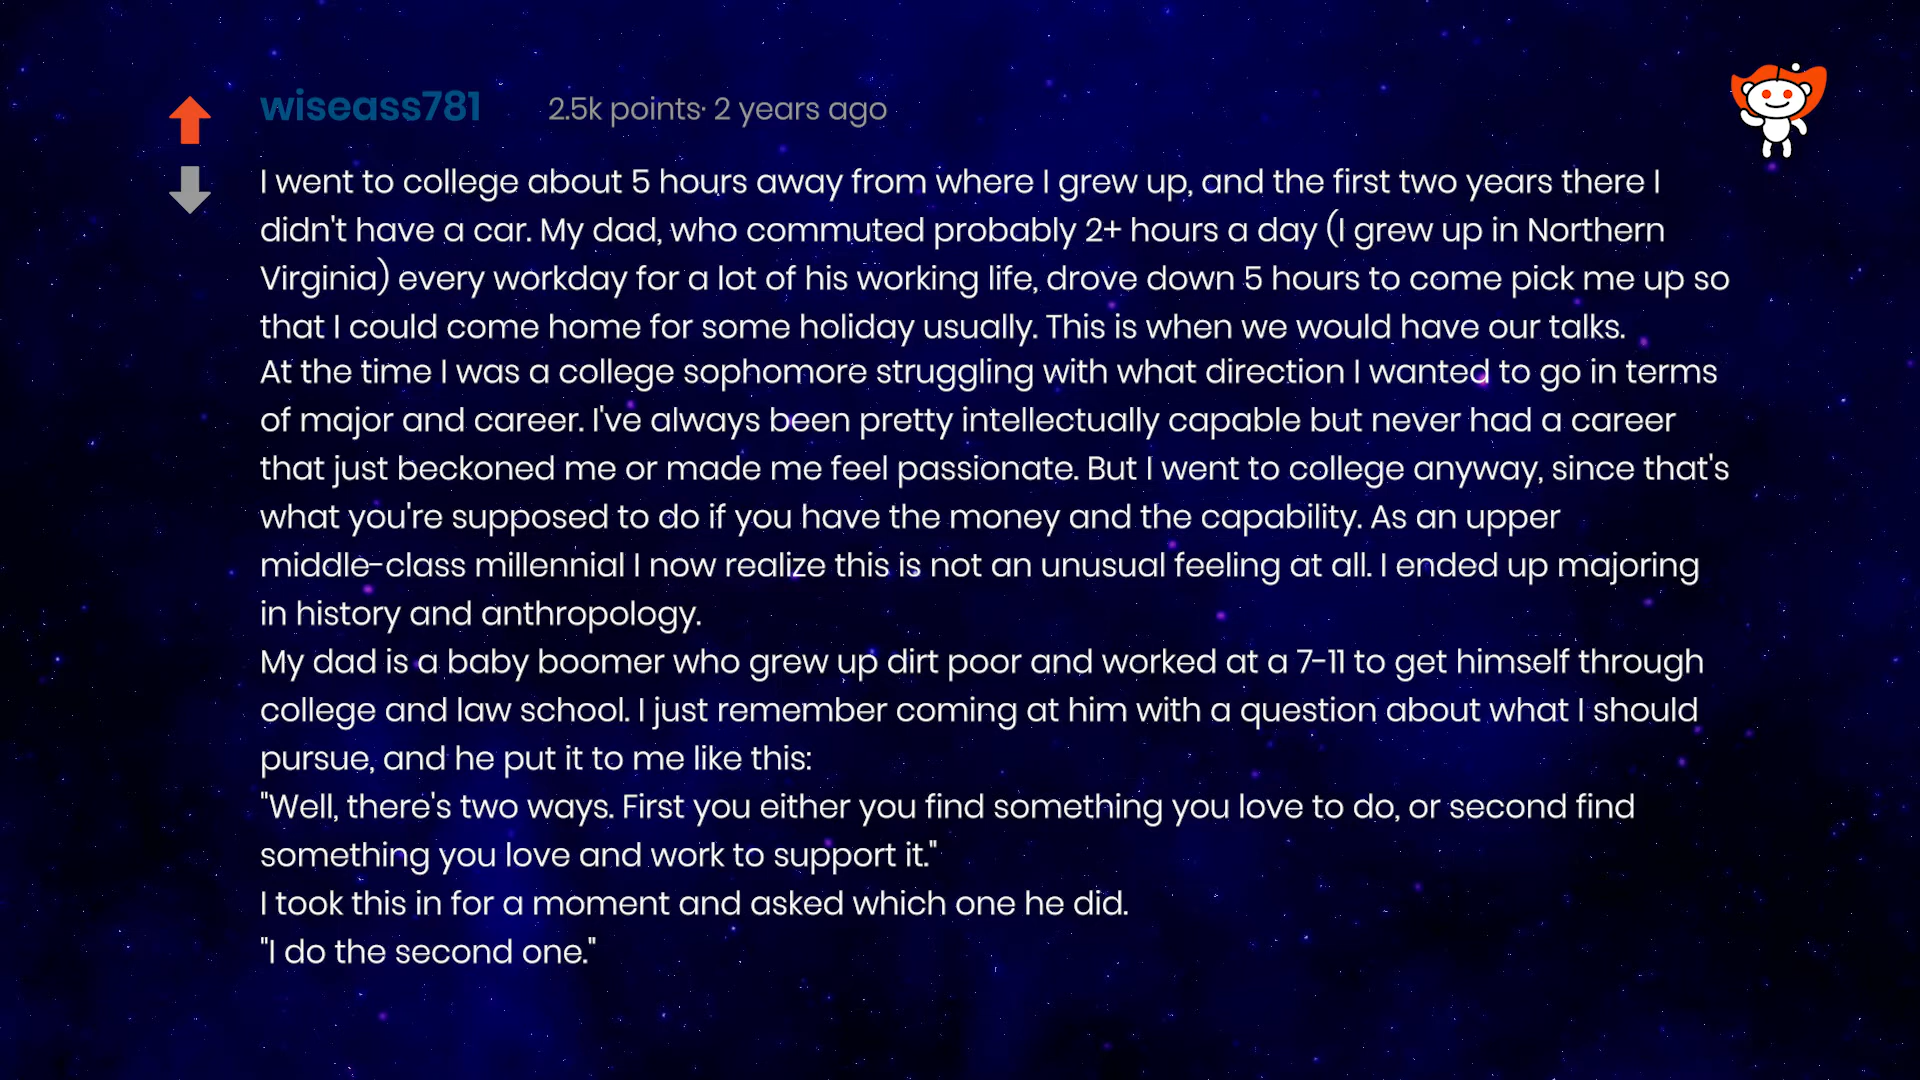 wiseass781 2.5k points· 2 years ago
I went to college about 5 hours away from where I grew up, and the first two years there I
didn't have a car. My dad, who commuted probably 2+ hours a day (I grew up in Northern
Virginia) every workday for a lot of his working life, drove down 5 hours to come pick me up so
that I could come home for some holiday usually. This is when we would have our talks.
At the time I was a college sophomore struggling with what direction I wanted to go in terms
of major and career. I've always been pretty intellectually capable but never had a career
that just beckoned me or made me feel passionate. But I went to college anyway, since that's
what you're supposed to do if you have the money and the capability. As an upper
middle-class millennial I now realize this is not an unusual feeling at all. I ended up majoring
in history and anthropology.
My dad is a baby boomer who grew up dirt poor and worked at a 7-11 to get himself through
college and law school. I just remember coming at him with a question about what I should
pursue, and he put it to me like this:
"Well, there's two ways. First you either you find something you love to do, or second find
something you love and work to support it."
I took this in for a moment and asked which one he did.
"I do the second one."